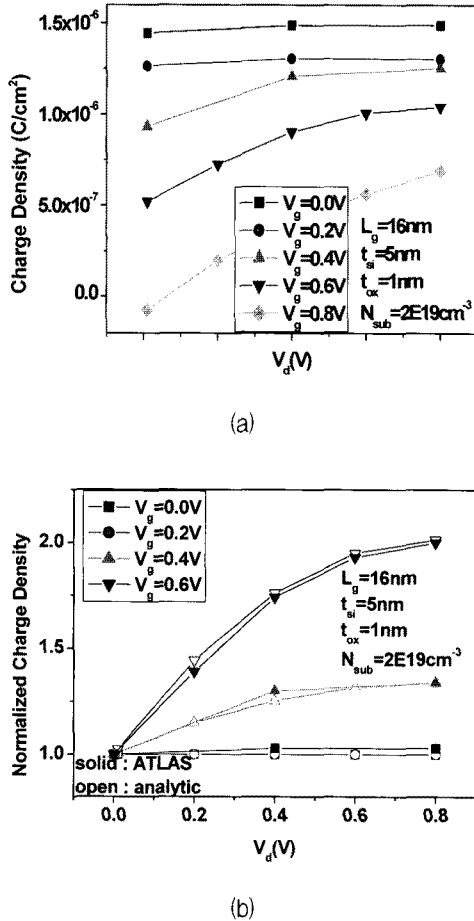 1.5x10⁻⁶
1.0x10⁻⁶
5.0x10⁻⁷
0.0
Charge Density (C/cm²)
V_g=0.0V
V_g=0.2V
V_g=0.4V
V_g=0.6V
V_g=0.8V
L_g=16nm
t_si=5nm
t_ox=1nm
N_sub=2E19cm⁻³
V_d(V)
(a)
2.0
1.5
1.0
Normalized Charge Density
V_g=0.0V
V_g=0.2V
V_g=0.4V
V_g=0.6V
L_g=16nm
t_si=5nm
t_ox=1nm
N_sub=2E19cm⁻³
solid : ATLAS
open : analytic
0.0 0.2 0.4 0.6 0.8
V_d(V)
(b)